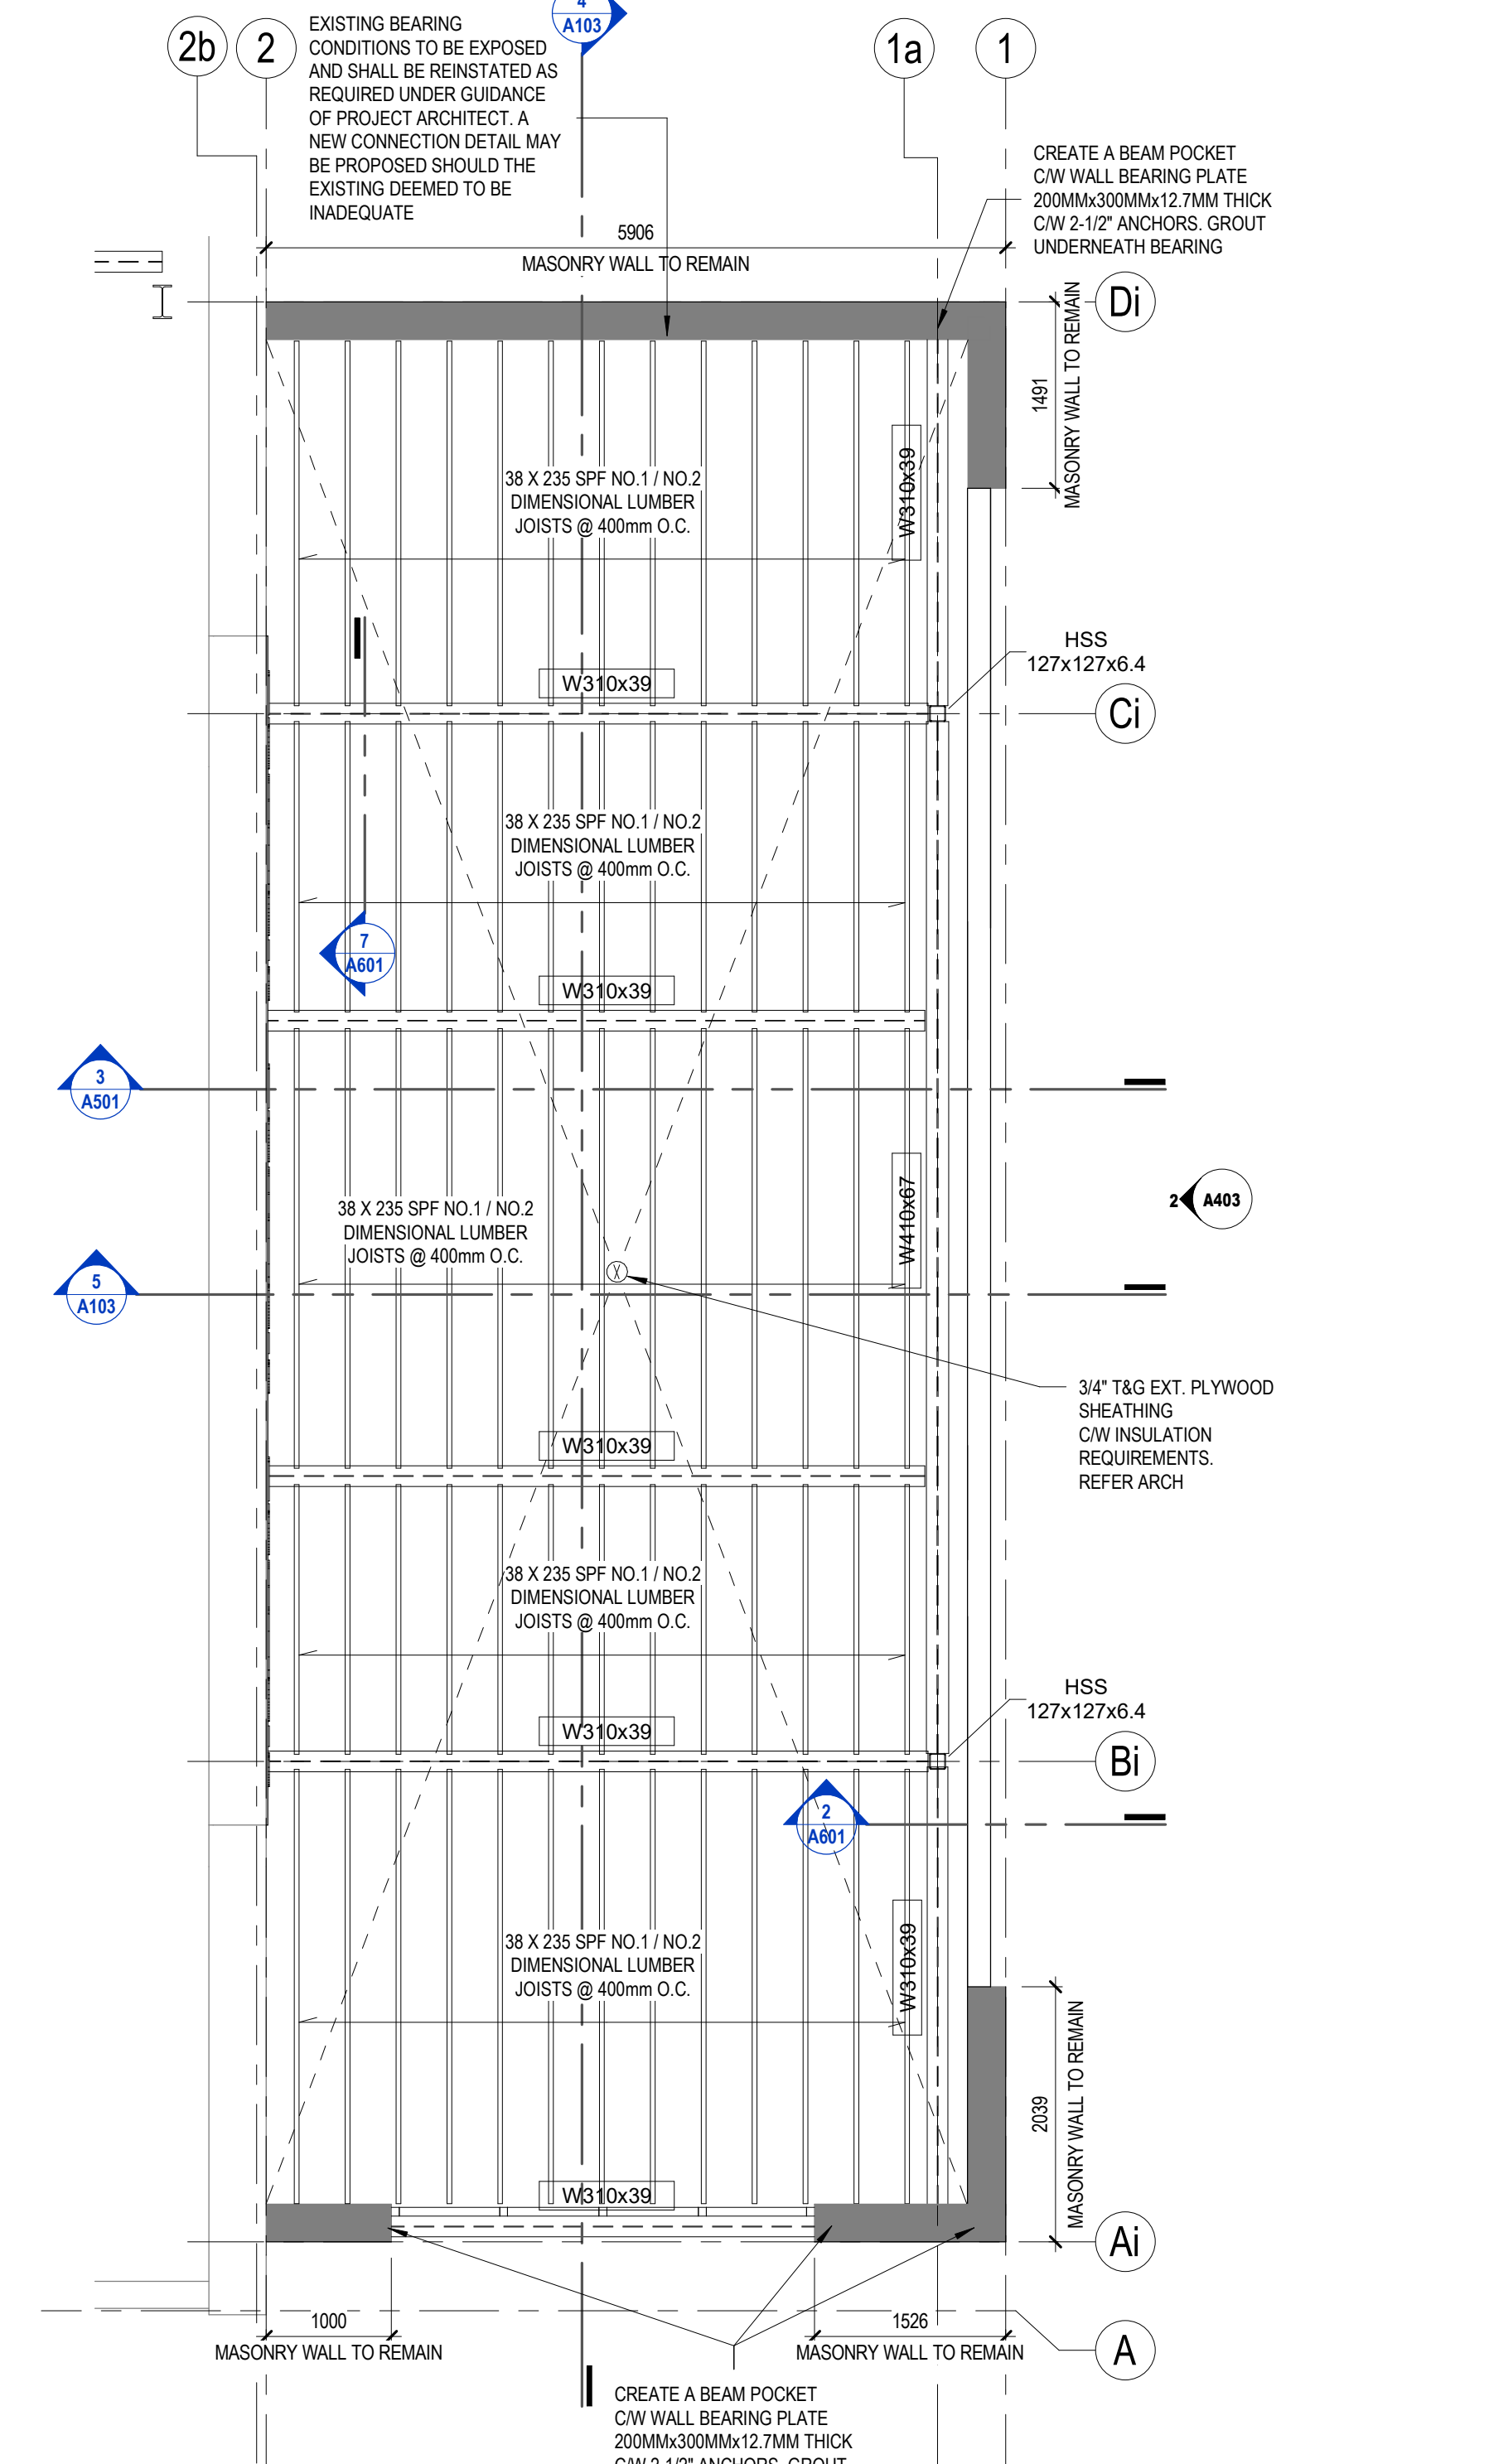 4
A103
2b
2
1a
1
EXISTING BEARING
CONDITIONS TO BE EXPOSED
AND SHALL BE REINSTATED AS
REQUIRED UNDER GUIDANCE
OF PROJECT ARCHITECT. A
NEW CONNECTION DETAIL MAY
BE PROPOSED SHOULD THE
EXISTING DEEMED TO BE
INADEQUATE
CREATE A BEAM POCKET
C/W WALL BEARING PLATE
200MMx300MMx12.7MM THICK
C/W 2-1/2" ANCHORS. GROUT
UNDERNEATH BEARING
5906
MASONRY WALL TO REMAIN
Di
1491
MASONRY WALL TO REMAIN
38 X 235 SPF NO.1 / NO.2
DIMENSIONAL LUMBER
JOISTS @ 400mm O.C.
W310x39
HSS
127x127x6.4
W310x39
Ci
38 X 235 SPF NO.1 / NO.2
DIMENSIONAL LUMBER
JOISTS @ 400mm O.C.
7
A601
W310x39
3
A501
38 X 235 SPF NO.1 / NO.2
DIMENSIONAL LUMBER
JOISTS @ 400mm O.C.
W410x67
2
A403
5
A103
X
3/4" T&G EXT. PLYWOOD
SHEATHING
C/W INSULATION
REQUIREMENTS.
REFER ARCH
W310x39
38 X 235 SPF NO.1 / NO.2
DIMENSIONAL LUMBER
JOISTS @ 400mm O.C.
HSS
127x127x6.4
W310x39
Bi
2
A601
38 X 235 SPF NO.1 / NO.2
DIMENSIONAL LUMBER
JOISTS @ 400mm O.C.
W310x39
2039
MASONRY WALL TO REMAIN
W310x39
Ai
1000
MASONRY WALL TO REMAIN
1526
MASONRY WALL TO REMAIN
A
CREATE A BEAM POCKET
C/W WALL BEARING PLATE
200MMx300MMx12.7MM THICK
C/W 2-1/2" ANCHORS. GROUT